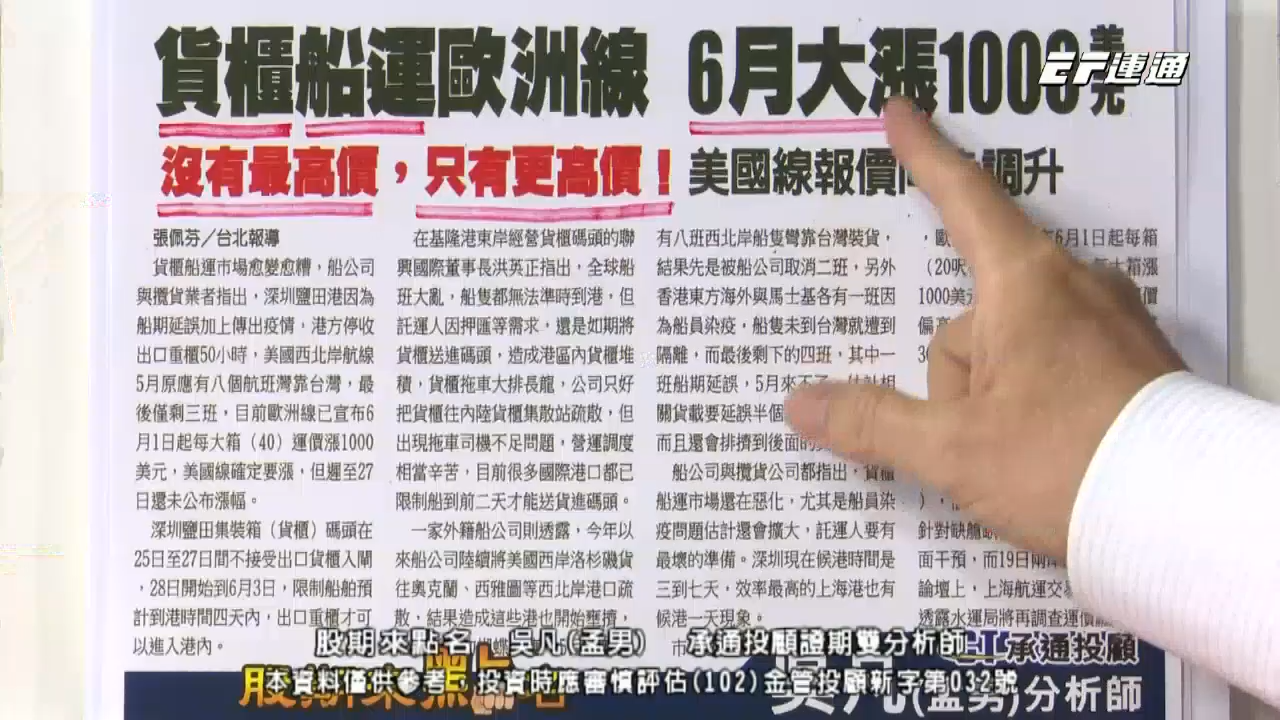 貨櫃船運歐洲線 6月大漲1000美元
CT連通
沒有最高價，只有更高價！美國線報價 調升
張佩芬／台北報導
貨櫃船運市場愈變愈糟，船公司
與攬貨業者指出，深圳鹽田港因為
船期延誤加上傳出疫情，港方停收
出口重櫃50小時，美國西北岸航線
5月原應有八個航班灣靠台灣，最
後僅剩三班，目前歐洲線已宣布6
月1日起每大箱（40）運價漲1000
美元，美國線確定要漲，但遲至27
日還未公布漲幅。
深圳鹽田集裝箱（貨櫃）碼頭在
25日至27日間不接受出口貨櫃入閘
，28日開始到6月3日，限制船舶預
計到港時間四天內，出口重櫃才可
以進入港內。
在基隆港東岸經營貨櫃碼頭的聯
興國際董事長洪英正指出，全球船
班大亂，船隻都無法準時到港，但
託運人因押匯等需求，還是如期將
貨櫃送進碼頭，造成港區內貨櫃堆
積，貨櫃拖車大排長龍，公司只好
把貨櫃往內陸貨櫃集散站疏散，但
出現拖車司機不足問題，營運調度
相當辛苦，目前很多國際港口都已
限制船到前二天才能送貨進碼頭。
一家外籍船公司則透露，今年以
來船公司陸續將美國西岸洛杉磯貨
往奧克蘭、西雅圖等西北岸港口疏
散，結果造成這些港也開始壅擠，
有八班西北岸船隻彎靠台灣裝貨，
結果先是被船公司取消二班，另外
香港東方海外與馬士基各有一班因
為船員染疫，船隻未到台灣就遭到
隔離，而最後剩下的四班，其中一
班船期延誤，5月來不了，估計相
關貨載要延誤半個
而且還會排擠到後面的
船公司與攬貨公司都指出，貨櫃
船運市場還在惡化，尤其是船員染
疫問題估計還會擴大，託運人要有
最壞的準備。深圳現在候港時間是
三到七天，效率最高的上海港也有
候港一天現象。
市
，歐 6月1日起每箱
（20呎 每大箱漲
1000美元 價
偏高
針對缺艙
面干預，而19日兩岸
論壇上，上海航運交易
透露水運局將再調查運價
股期來點名 吳凡(孟男) 承通投顧證期雙分析師
CT承通投顧
股期來點名
本資料僅供參考，投資時應審慎評估(102)金管投顧新字第032號
吳凡(孟男)分析師